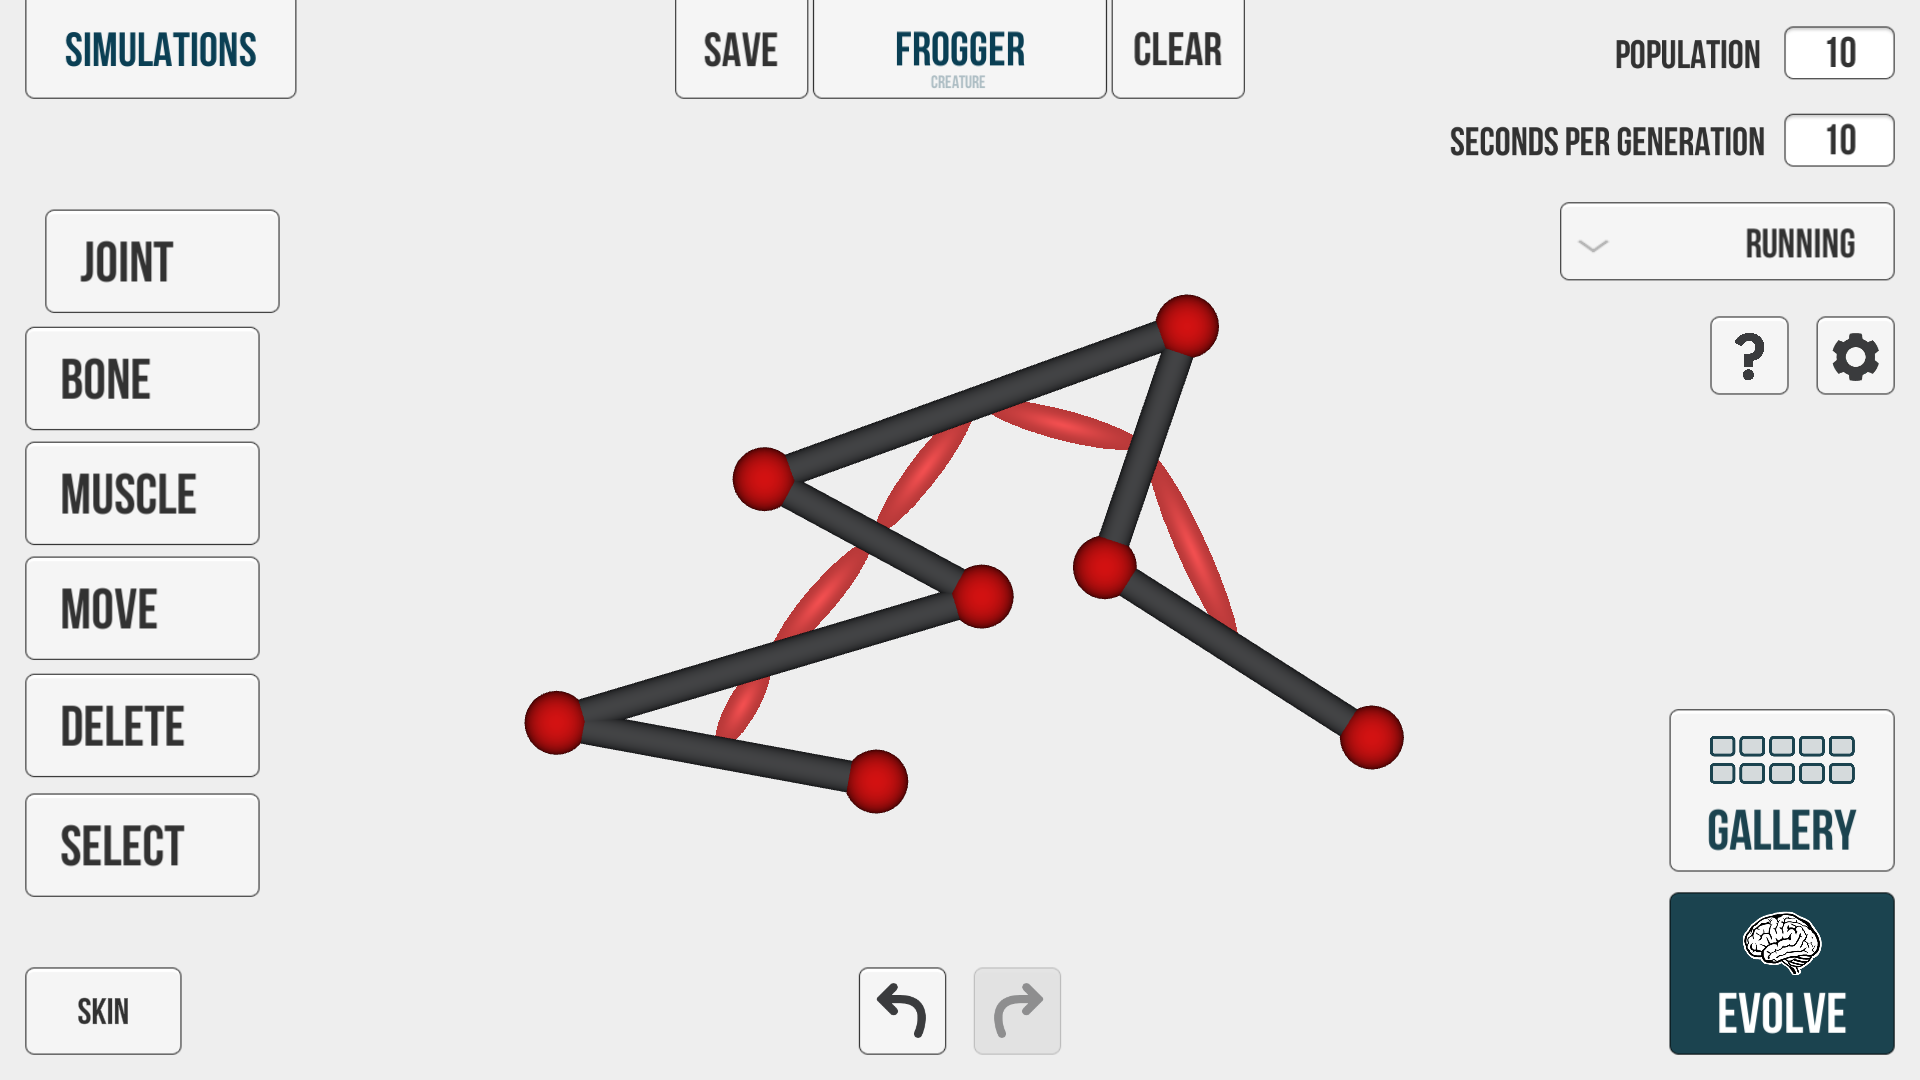 SIMULATIONS
SAVE
FROGGER
CREATURE
CLEAR
POPULATION 10
SECONDS PER GENERATION 10
RUNNING
?
JOINT
BONE
MUSCLE
MOVE
DELETE
SELECT
SKIN
GALLERY
EVOLVE